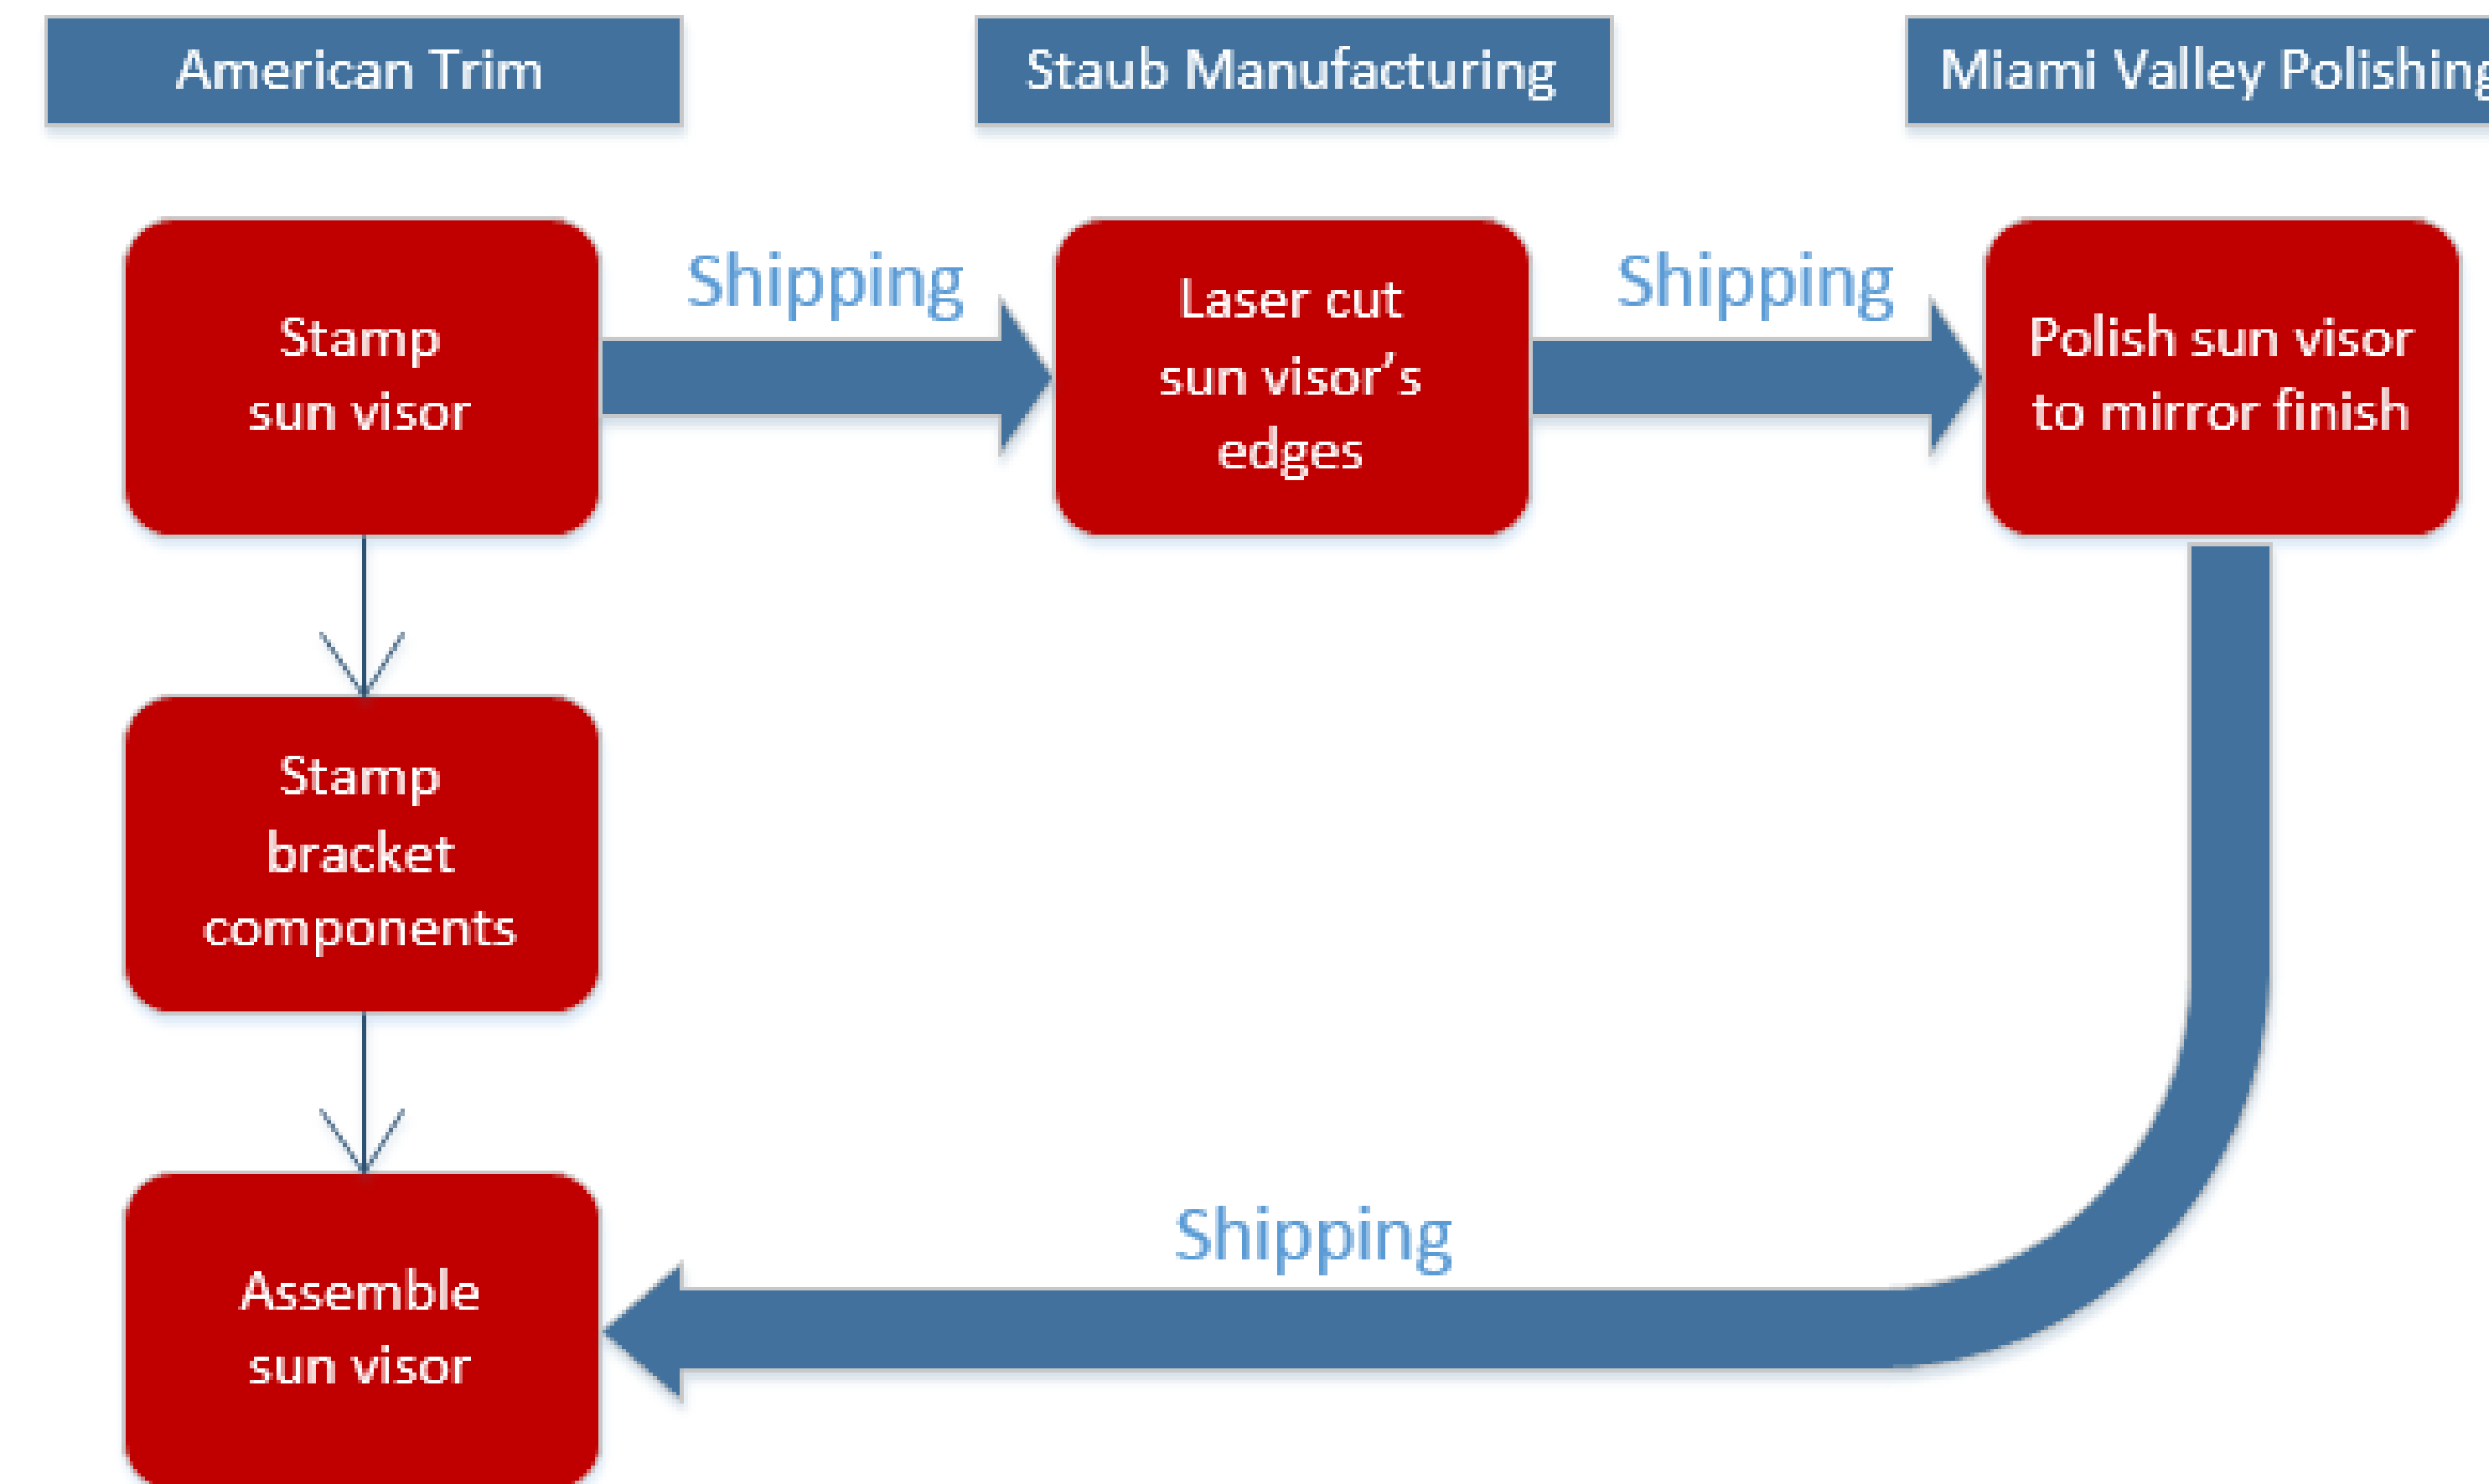 American Trim
Staub Manufacturing
Miami Valley Polishing
Stamp
sun visor
Shipping
Laser cut
sun visor’s
edges
Shipping
Polish sun visor
to mirror finish
Stamp
bracket
components
Assemble
sun visor
Shipping